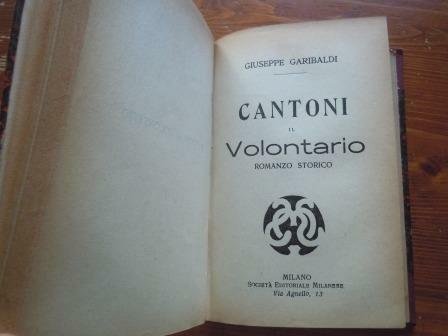 GIUSEPPE GARIBALDI
CANTONI
IL
Volontario
ROMANZO STORICO
MILANO
SOCIETÀ EDITORIALE MILANESE
Via Agnello, 13